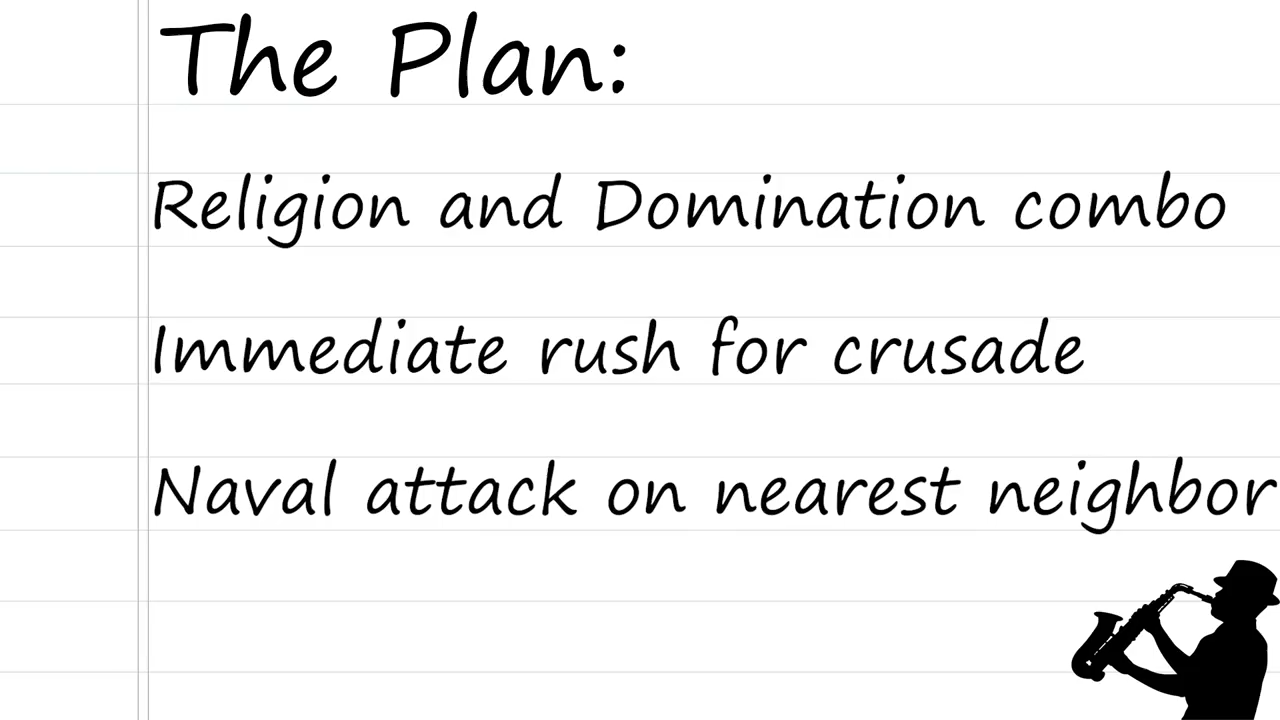 The Plan:
Religion and Domination combo
Immediate rush for crusade
Naval attack on nearest neighbor